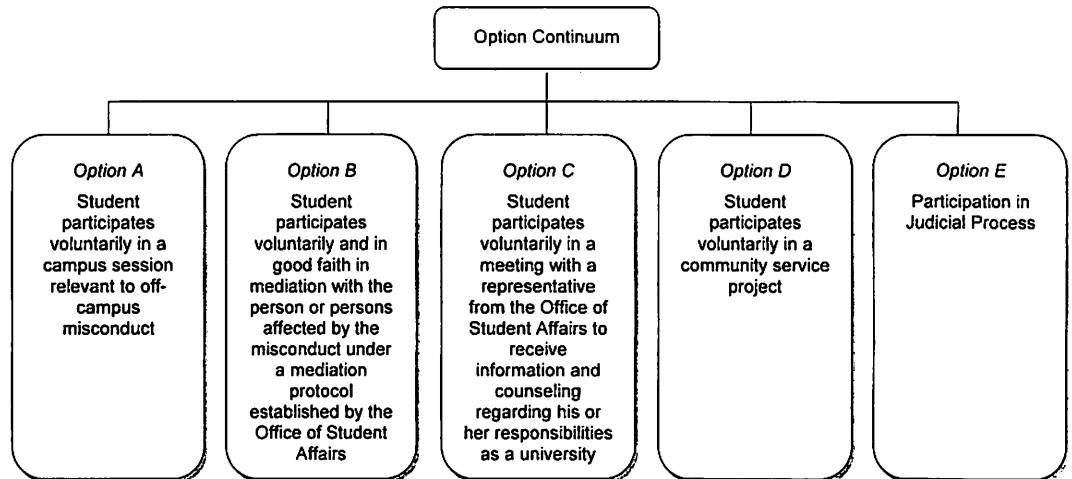 Option Continuum
Option A
Student
participates
voluntarily in a
campus session
relevant to off-
campus
misconduct
Option B
Student
participates
voluntarily and in
good faith in
mediation with the
person or persons
affected by the
misconduct under
a mediation
protocol
established by the
Office of Student
Affairs
Option C
Student
participates
voluntarily in a
meeting with a
representative
from the Office of
Student Affairs to
receive
information and
counseling
regarding his or
her responsibilities
as a university
Option D
Student
participates
voluntarily in a
community service
project
Option E
Participation in
Judicial Process